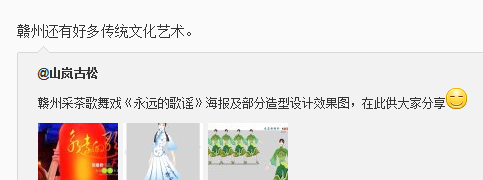 赣州还有好多传统文化艺术。
@山岚古松
赣州采茶歌舞戏《永远的歌谣》海报及部分造型设计效果图，在此供大家分享